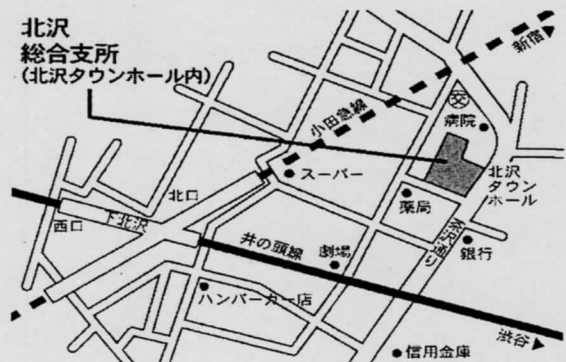 北沢
総合支所
(北沢タウンホール内)
新宿
小田急線
交
病院
スーパー
北沢
タウン
ホール
北口
薬局
下北沢
西口
井の頭線
劇場
茶沢通り
銀行
ハンバーガー店
渋谷
信用金庫